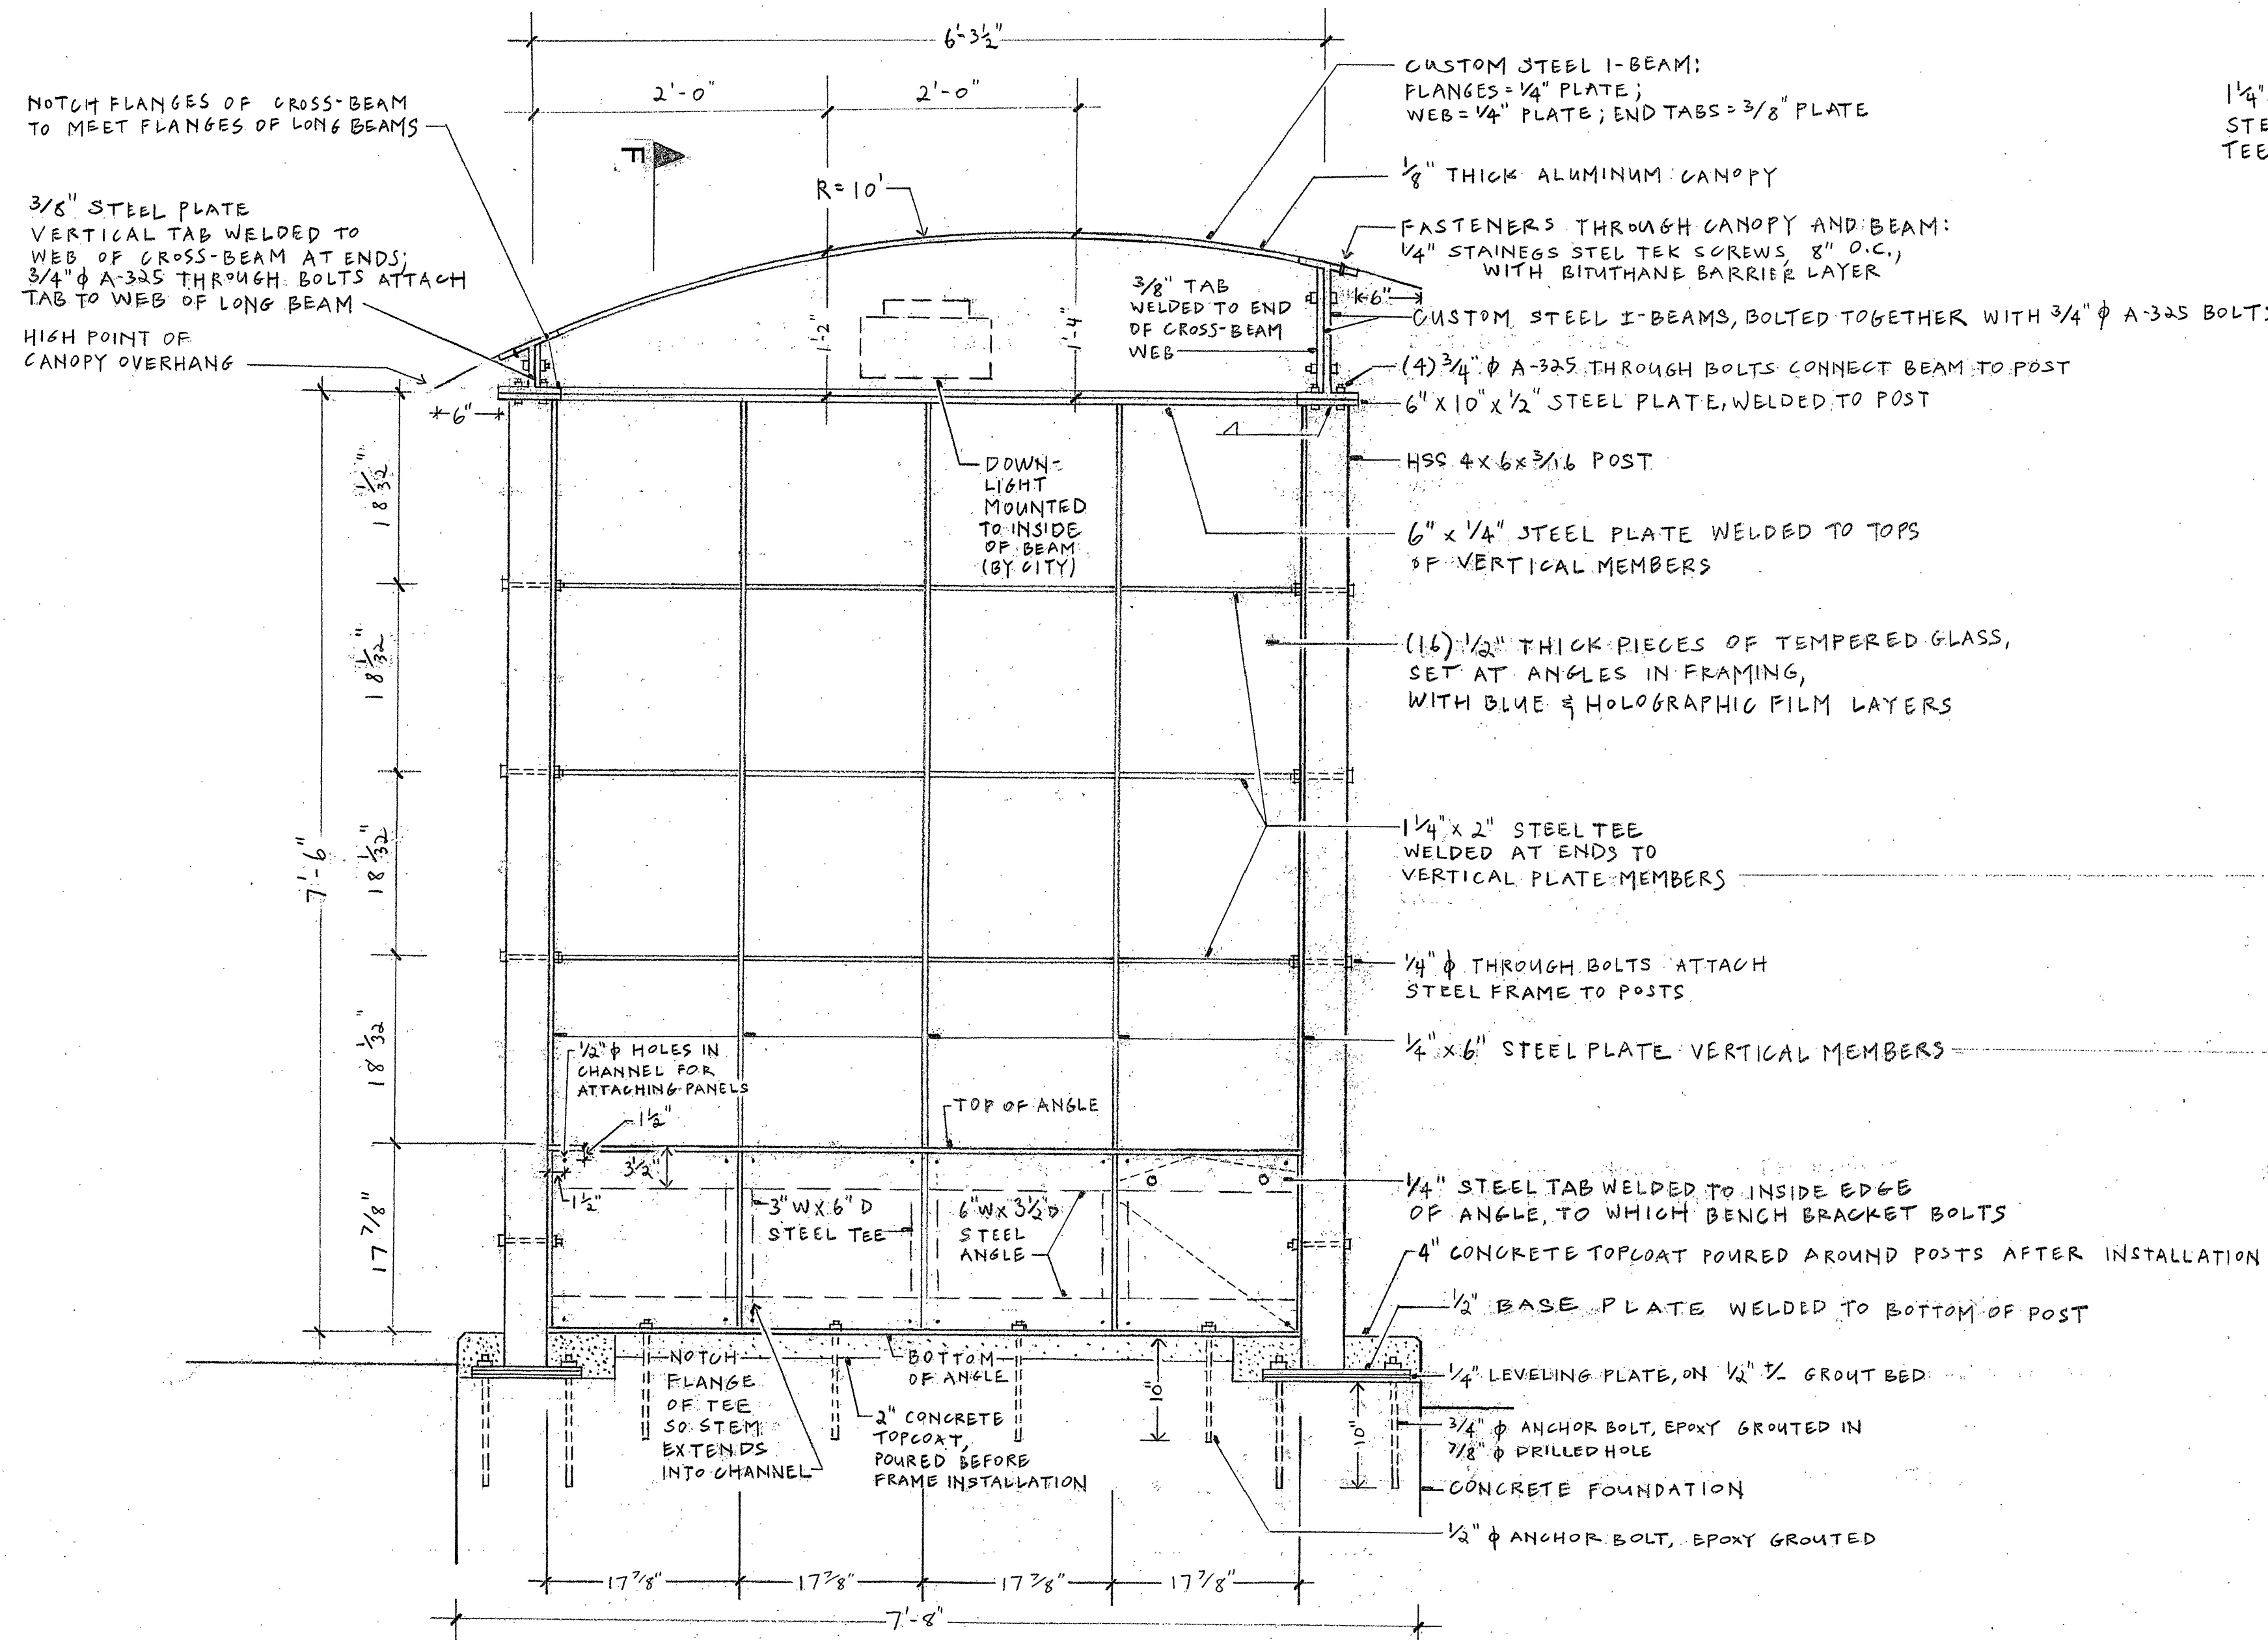 6'-3½"
2'-0"
2'-0"
NOTCH FLANGES OF CROSS-BEAM
TO MEET FLANGES OF LONG BEAMS
F
R=10'
3/8" STEEL PLATE
VERTICAL TAB WELDED TO
WEB OF CROSS-BEAM AT ENDS;
3/4"φ A-325 THROUGH BOLTS ATTACH
TAB TO WEB OF LONG BEAM
HIGH POINT OF
CANOPY OVERHANG
CUSTOM STEEL I-BEAM:
FLANGES = 1/4" PLATE;
WEB = 1/4" PLATE; END TABS = 3/8" PLATE
1/8" THICK ALUMINUM CANOPY
FASTENERS THROUGH CANOPY AND BEAM:
1/4" STAINEGS STEL TEK SCREWS, 8" O.C.,
WITH BITUTHANE BARRIER LAYER
6"
CUSTOM STEEL I-BEAMS, BOLTED TOGETHER WITH 3/4" φ A-325 BOLTS
(4) 3/4" φ A-325 THROUGH BOLTS CONNECT BEAM TO POST
6" X 10" x 1/2" STEEL PLATE, WELDED TO POST
HSS 4 x 6 x 3/16 POST
6" x 1/4" STEEL PLATE WELDED TO TOPS
OF VERTICAL MEMBERS
(16) 1/2" THICK PIECES OF TEMPERED GLASS,
SET AT ANGLES IN FRAMING,
WITH BLUE & HOLOGRAPHIC FILM LAYERS
1 1/4" x 2" STEEL TEE
WELDED AT ENDS TO
VERTICAL PLATE MEMBERS
1/4" φ THROUGH BOLTS ATTACH
STEEL FRAME TO POSTS
1/4" x 6" STEEL PLATE VERTICAL MEMBERS
1/4" STEEL TAB WELDED TO INSIDE EDGE
OF ANGLE, TO WHICH BENCH BRACKET BOLTS
4" CONCRETE TOPCOAT POURED AROUND POSTS AFTER INSTALLATION
1/2" BASE PLATE WELDED TO BOTTOM OF POST
1/4" LEVELING PLATE, ON 1/2" +/- GROUT BED
3/4" φ ANCHOR BOLT, EPOXY GROUTED IN
7/8" φ DRILLED HOLE
CONCRETE FOUNDATION
1/2" φ ANCHOR BOLT, EPOXY GROUTED
1¼"
STE
TEE
3/8" TAB
WELDED TO END
OF CROSS-BEAM
WEB
1'-2"
1'-4"
6"
DOWN-
LIGHT
MOUNTED
TO INSIDE
OF BEAM
(BY CITY)
7'-6"
18 1/32"
18 1/32"
18 1/32"
18 1/32"
17 7/8"
1/2" φ HOLES IN
CHANNEL FOR
ATTACHING PANELS
1½"
TOP OF ANGLE
3½"
1½"
3" W X 6" D
STEEL TEE
6" W X 3½" D
STEEL
ANGLE
NOTCH
FLANGE
OF TEE
SO STEM
EXTENDS
INTO CHANNEL
BOTTOM
OF ANGLE
2" CONCRETE
TOPCOAT,
POURED BEFORE
FRAME INSTALLATION
10"
10"
17 7/8"
17 7/8"
17 7/8"
17 7/8"
7'-8"